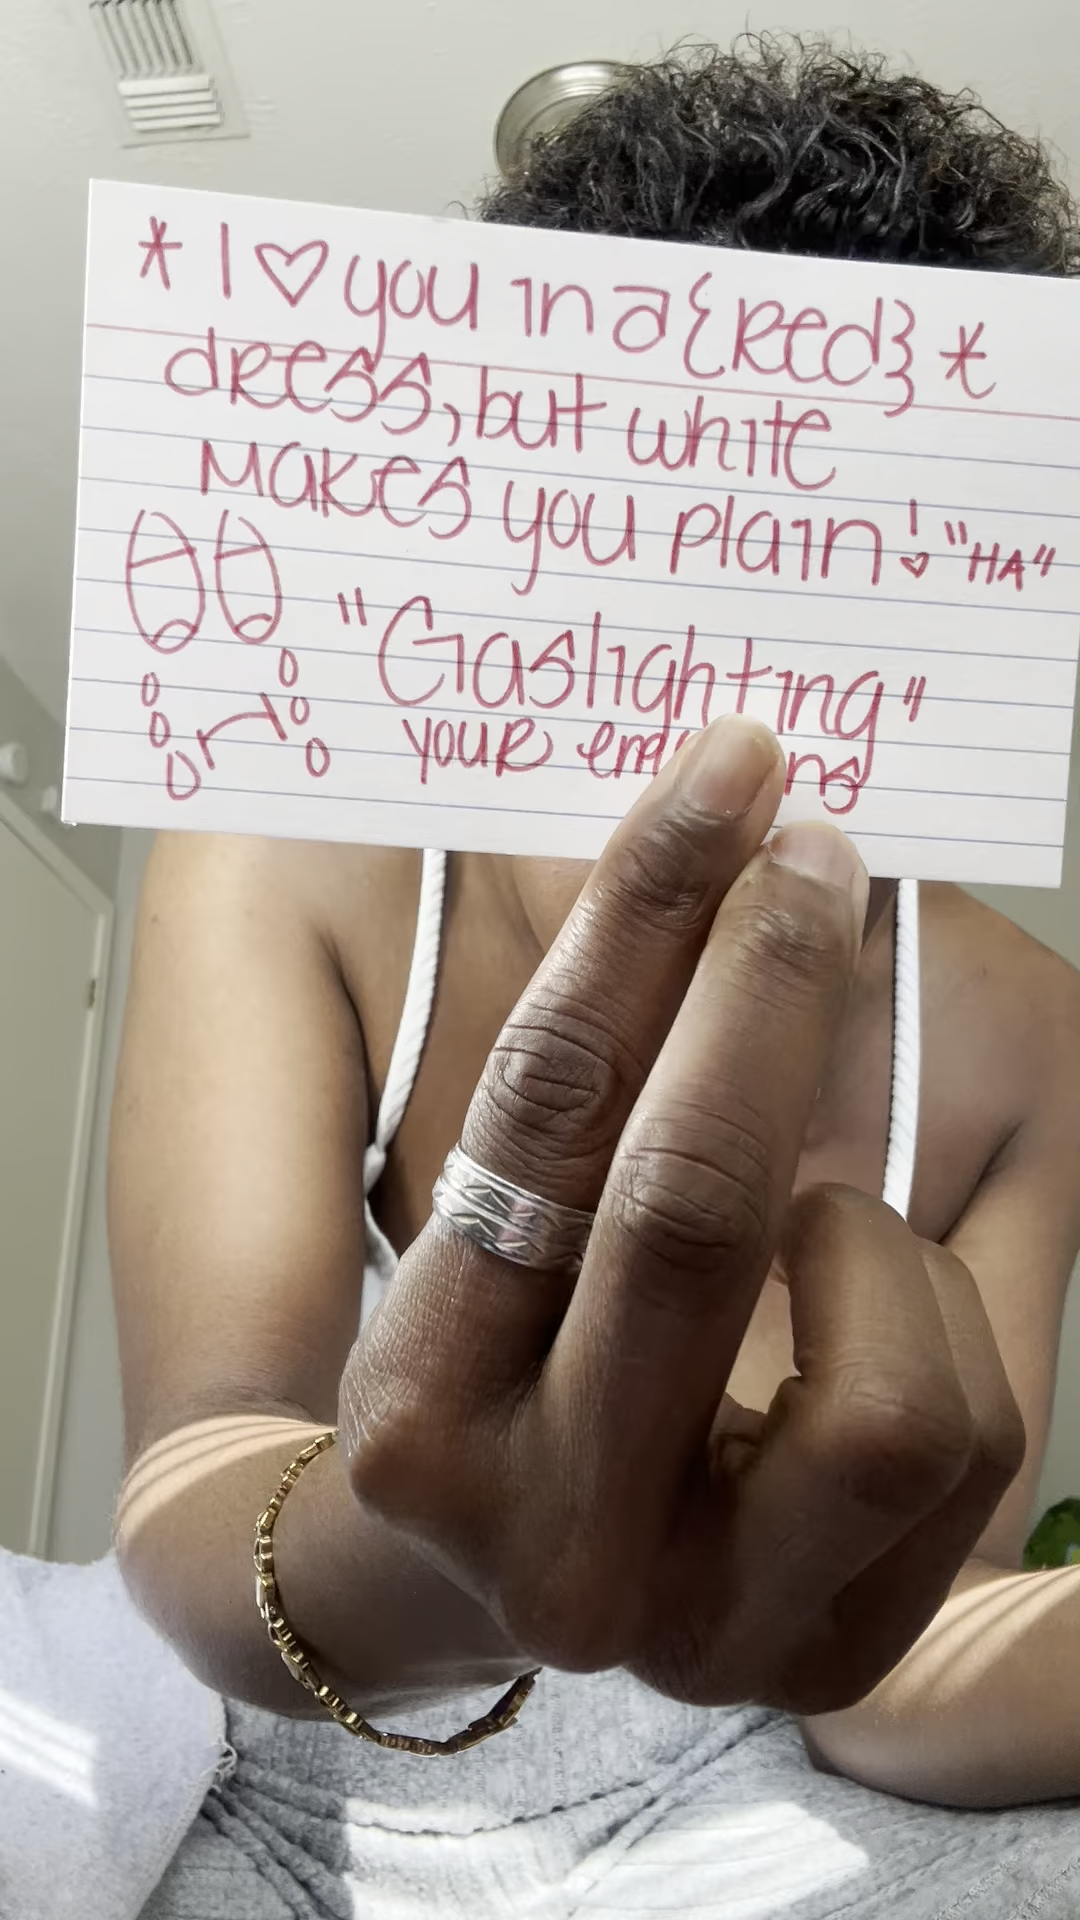 * I ♡ you in a {Red} *
dress, but white
makes you plain! "HA"
"Gaslighting"
your